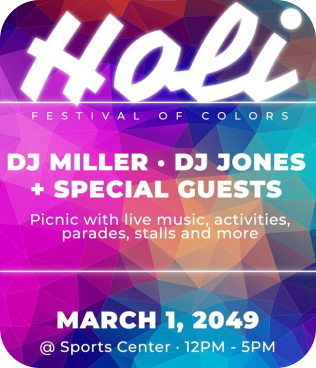 Holi
FESTIVAL OF COLORS
DJ MILLER • DJ JONES
+ SPECIAL GUESTS
Picnic with live music, activities,
parades, stalls and more
MARCH 1, 2049
@ Sports Center · 12PM - 5PM